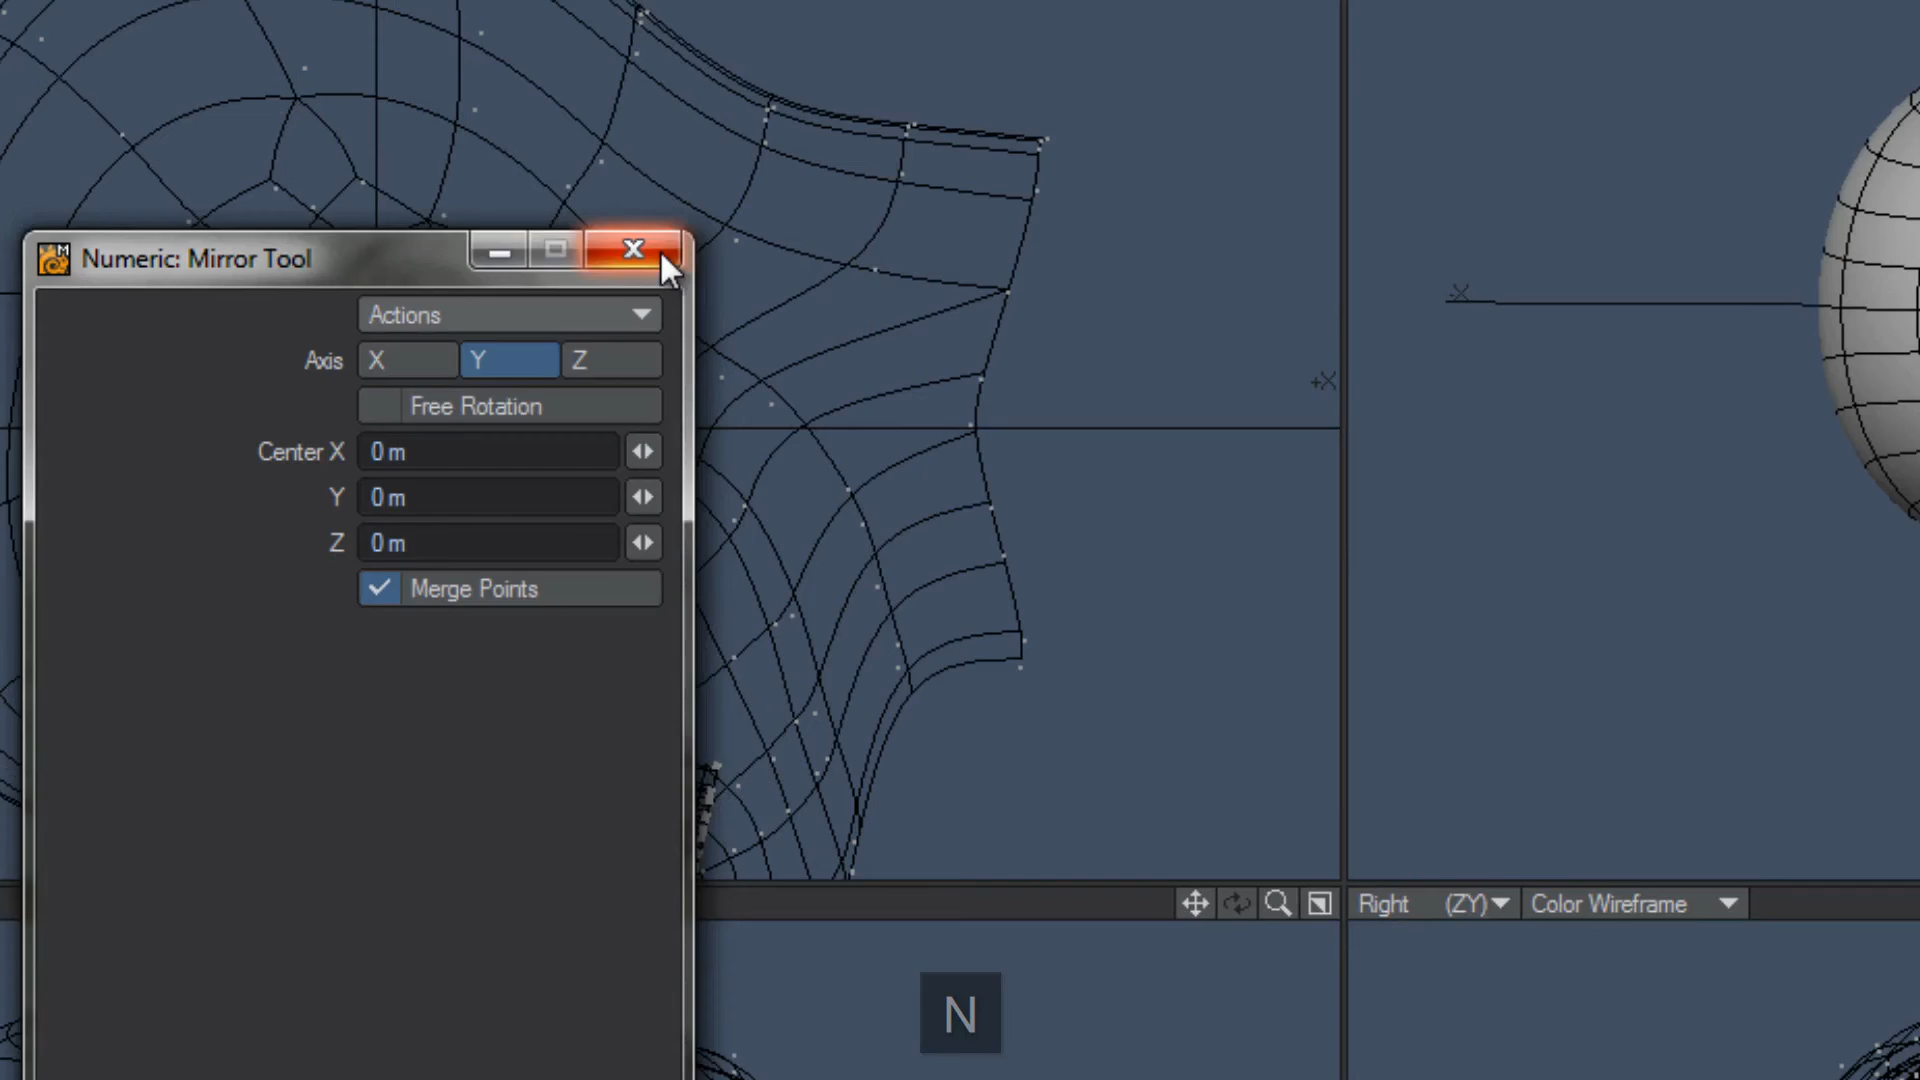 Numeric: Mirror Tool
Actions
Axis X Y Z
Free Rotation
Center X 0 m
Y 0 m
Z 0 m
Merge Points
+X
-X
Right (ZY) Color Wireframe
N